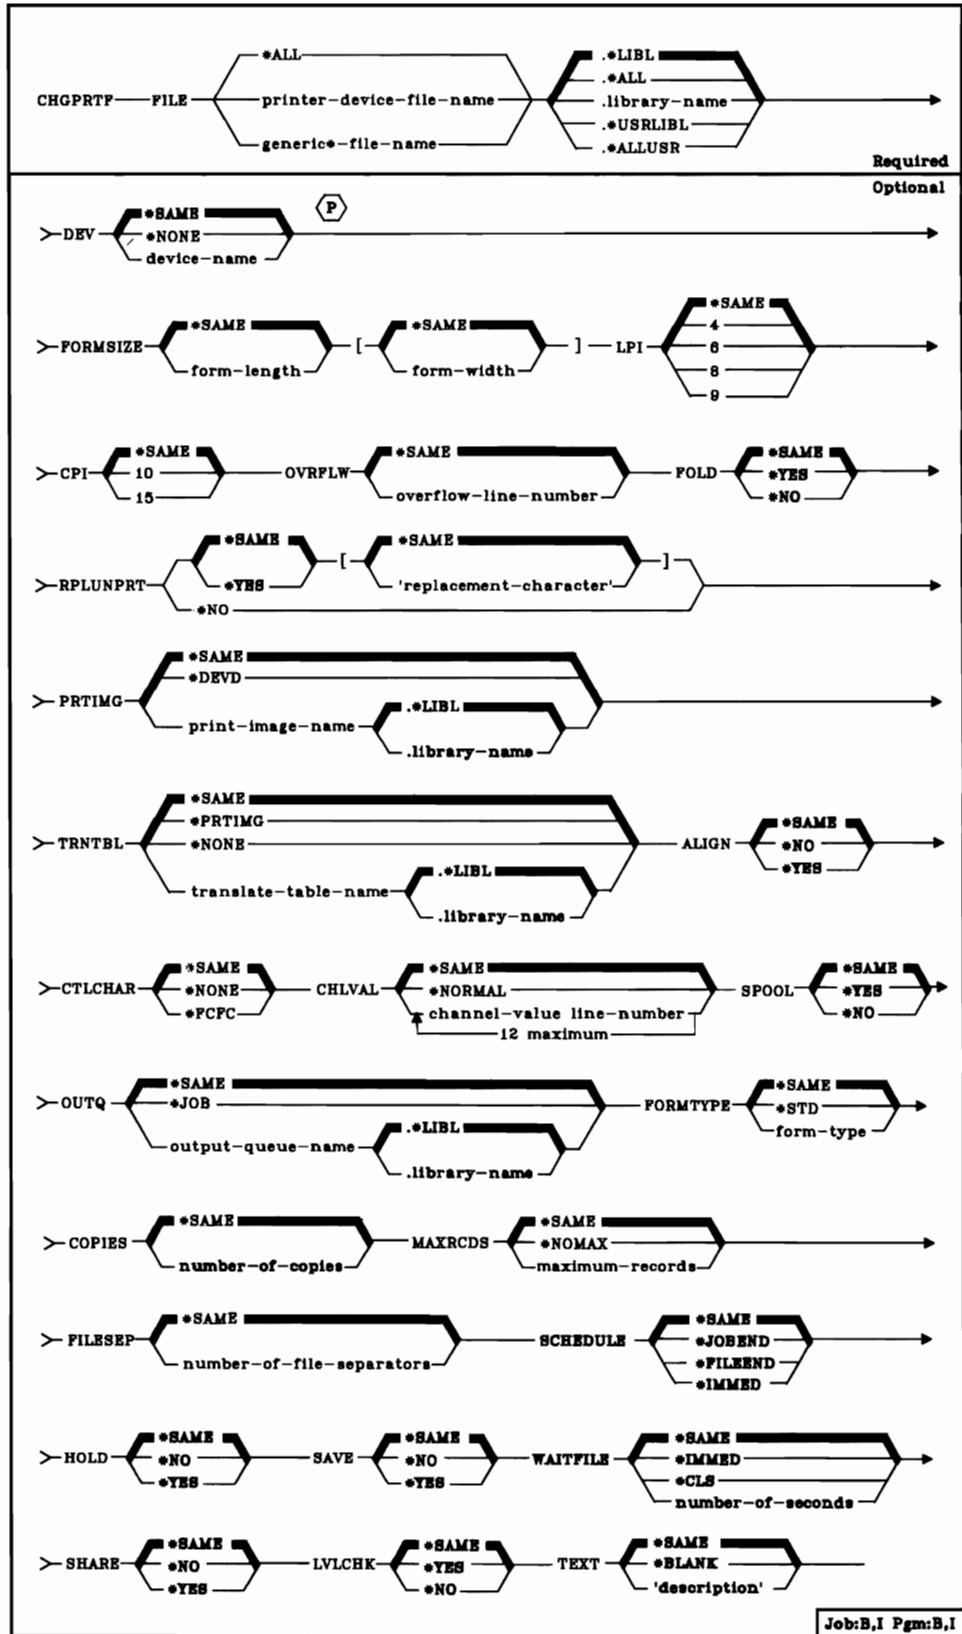 *ALL .*LIBL
.*ALL
CHGPRTF FILE printer-device-file-name .library-name
.*USRLIBL
generic*-file-name .*ALLUSR
Required
Optional
*SAME P
DEV *NONE
device-name
*SAME
*SAME *SAME 4
FORMSIZE [ ] LPI 6
form-length form-width 8
9
*SAME *SAME *SAME
CPI 10 OVRFLW FOLD *YES
15 overflow-line-number *NO
*SAME *SAME
RPLUNPRT [ ]
*YES 'replacement-character'
*NO
*SAME
*DEVD
PRTIMG .*LIBL
print-image-name
.library-name
*SAME
*PRTIMG *SAME
TRNTBL *NONE ALIGN *NO
.*LIBL *YES
translate-table-name
.library-name
*SAME *SAME *SAME
CTLCHAR *NONE CHLVAL *NORMAL SPOOL *YES
*FCFC channel-value line-number *NO
12 maximum
*SAME *SAME
OUTQ *JOB FORMTYPE *STD
.*LIBL form-type
output-queue-name
.library-name
*SAME *SAME
COPIES MAXRCDS *NOMAX
number-of-copies maximum-records
*SAME *SAME
FILESEP SCHEDULE *JOBEND
number-of-file-separators *FILEEND
*IMMED
*SAME *SAME *SAME
HOLD *NO SAVE *NO WAITFILE *IMMED
*YES *YES *CLS
number-of-seconds
*SAME *SAME *SAME
SHARE *NO LVLCHK *YES TEXT *BLANK
*YES *NO 'description'
Job:B,I Pgm:B,I